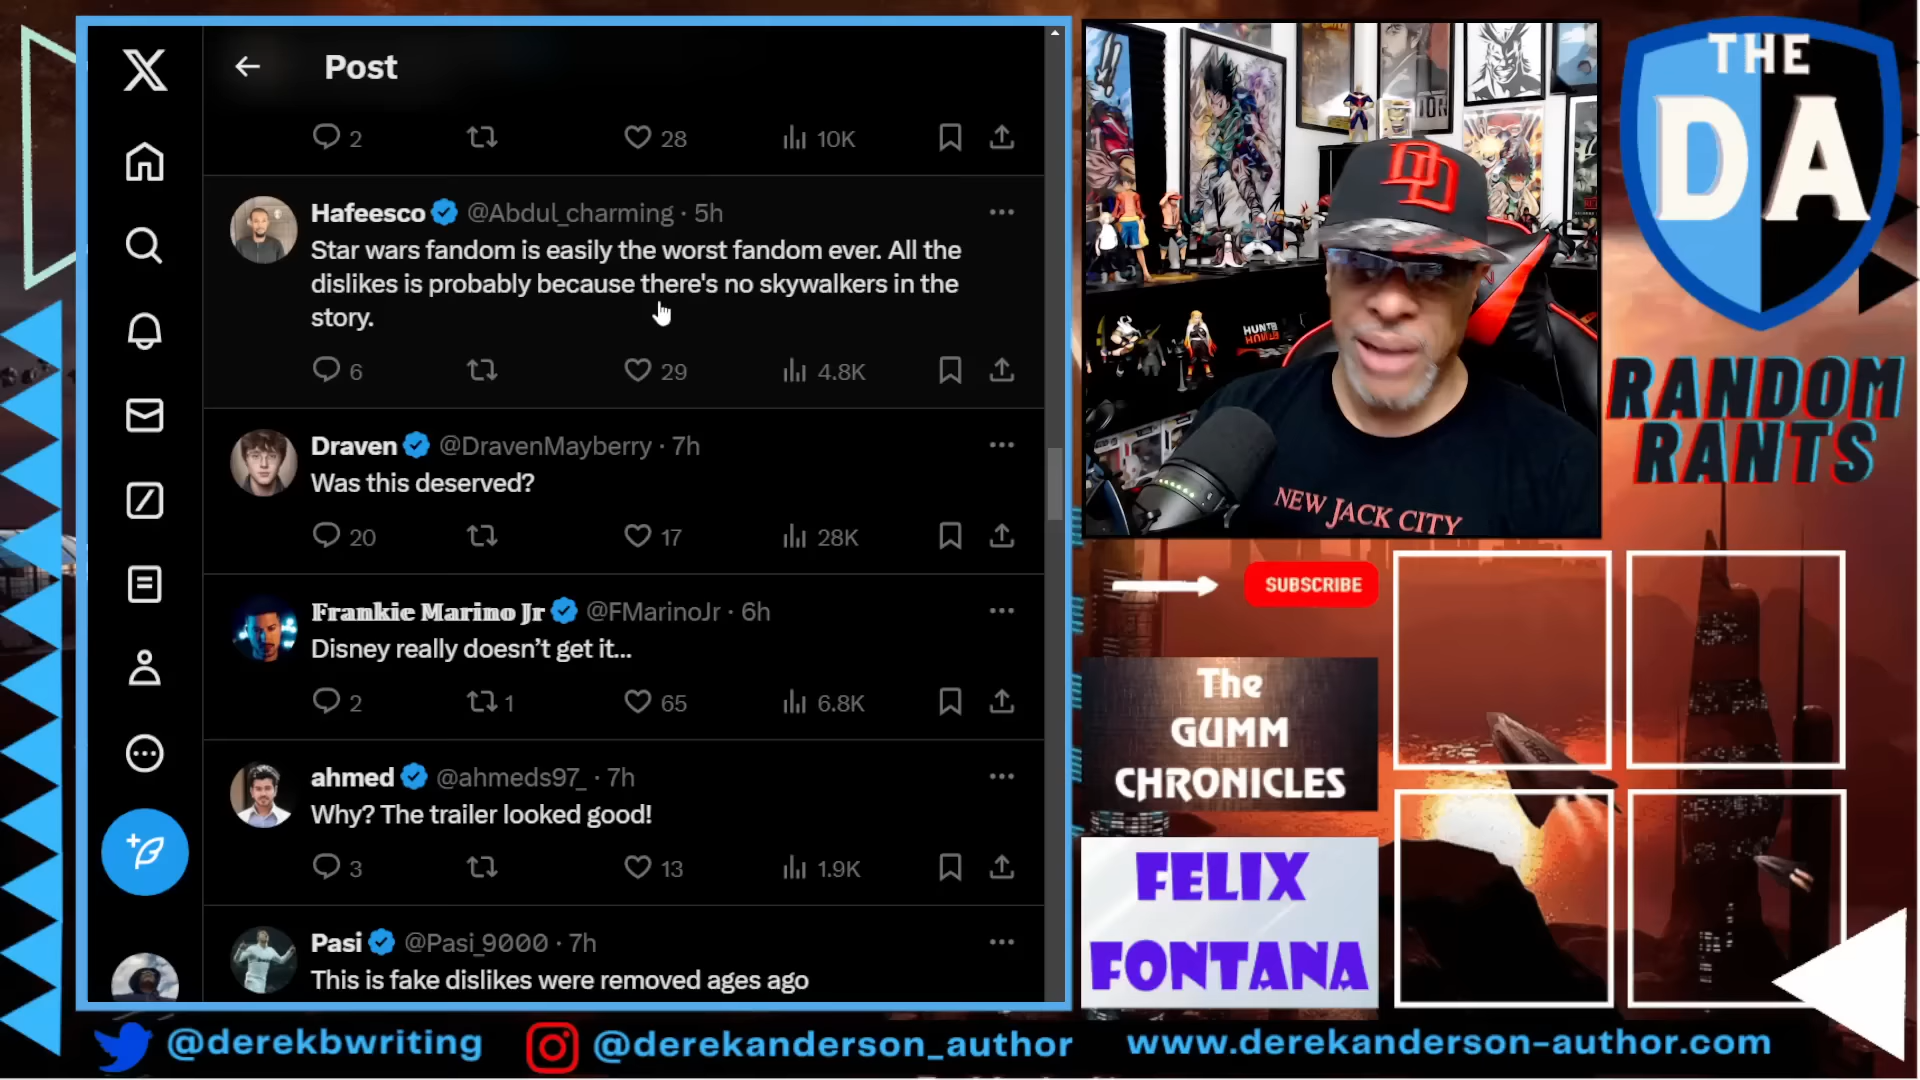 Post
2
28
10K
Hafeesco @Abdul_charming · 5h
Star wars fandom is easily the worst fandom ever. All the
dislikes is probably because there's no skywalkers in the
story.
6
29
4.8K
Draven @DravenMayberry · 7h
Was this deserved?
20
17
28K
Frankie Marino Jr @FMarinoJr · 6h
Disney really doesn’t get it...
2
1
65
6.8K
ahmed @ahmeds97_ · 7h
Why? The trailer looked good!
3
13
1.9K
Pasi @Pasi_9000 · 7h
This is fake dislikes were removed ages ago
HUNTER
HUNTER
NEW JACK CITY
THE
DA
RANDOM
RANTS
SUBSCRIBE
The
GUMM
CHRONICLES
FELIX
FONTANA
@derekbwriting
@derekanderson_author
www.derekanderson-author.com